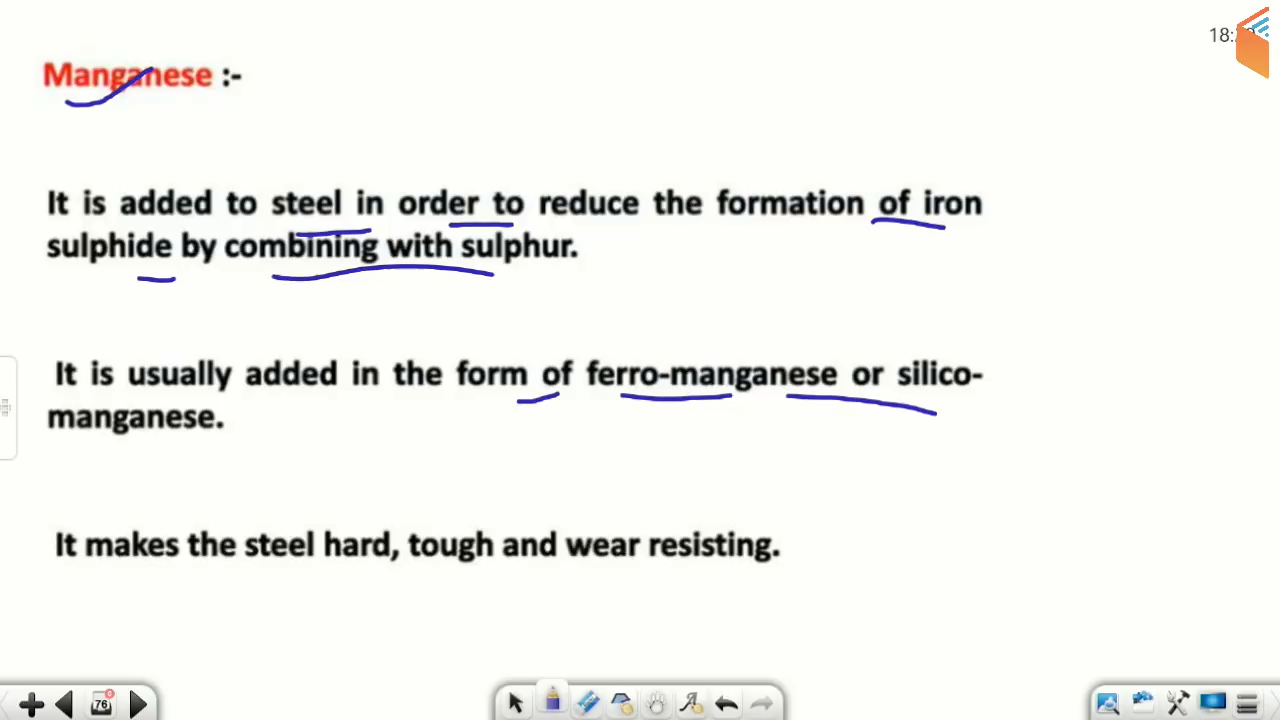 Manganese :-
It is added to steel in order to reduce the formation of iron
sulphide by combining with sulphur.
It is usually added in the form of ferro-manganese or silico-
manganese.
It makes the steel hard, tough and wear resisting.
76